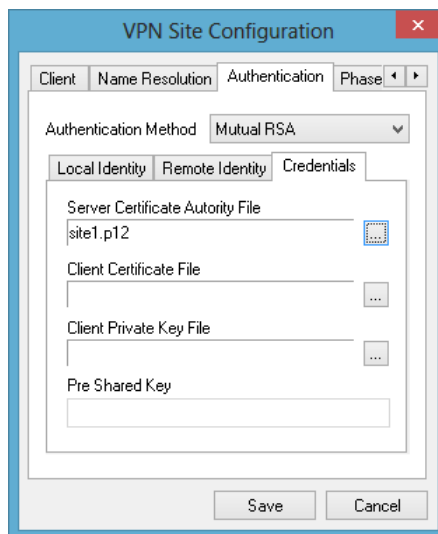 VPN Site Configuration
Client Name Resolution Authentication Phase
Authentication Method Mutual RSA
Local Identity Remote Identity Credentials
Server Certificate Autority File
site1.p12
...
Client Certificate File
...
Client Private Key File
...
Pre Shared Key
Save Cancel